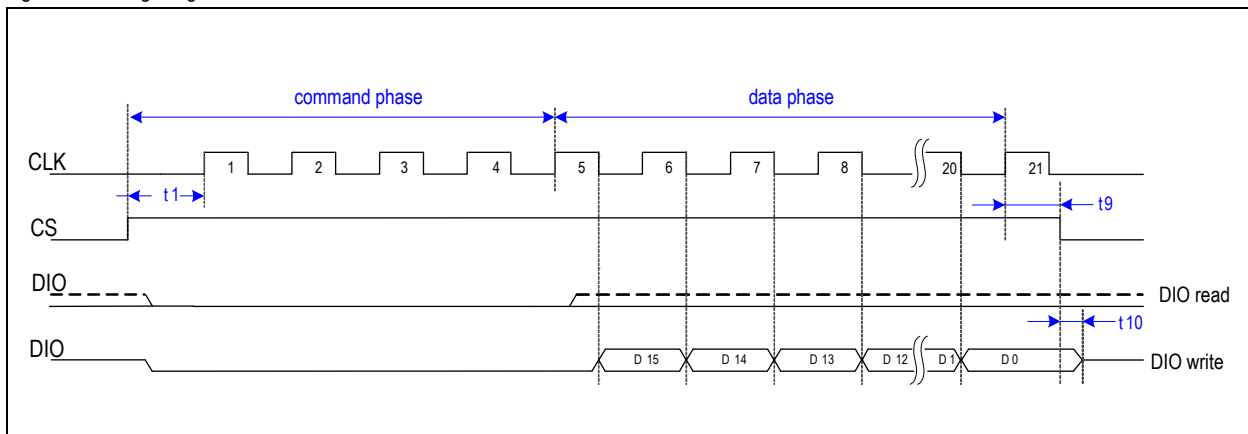 command phase data phase
CLK 1 2 3 4 5 6 7 8 20 21
t1
t9
CS
DIO
DIO read
t10
DIO
D 15 D 14 D 13 D 12 D 1 D 0
DIO write